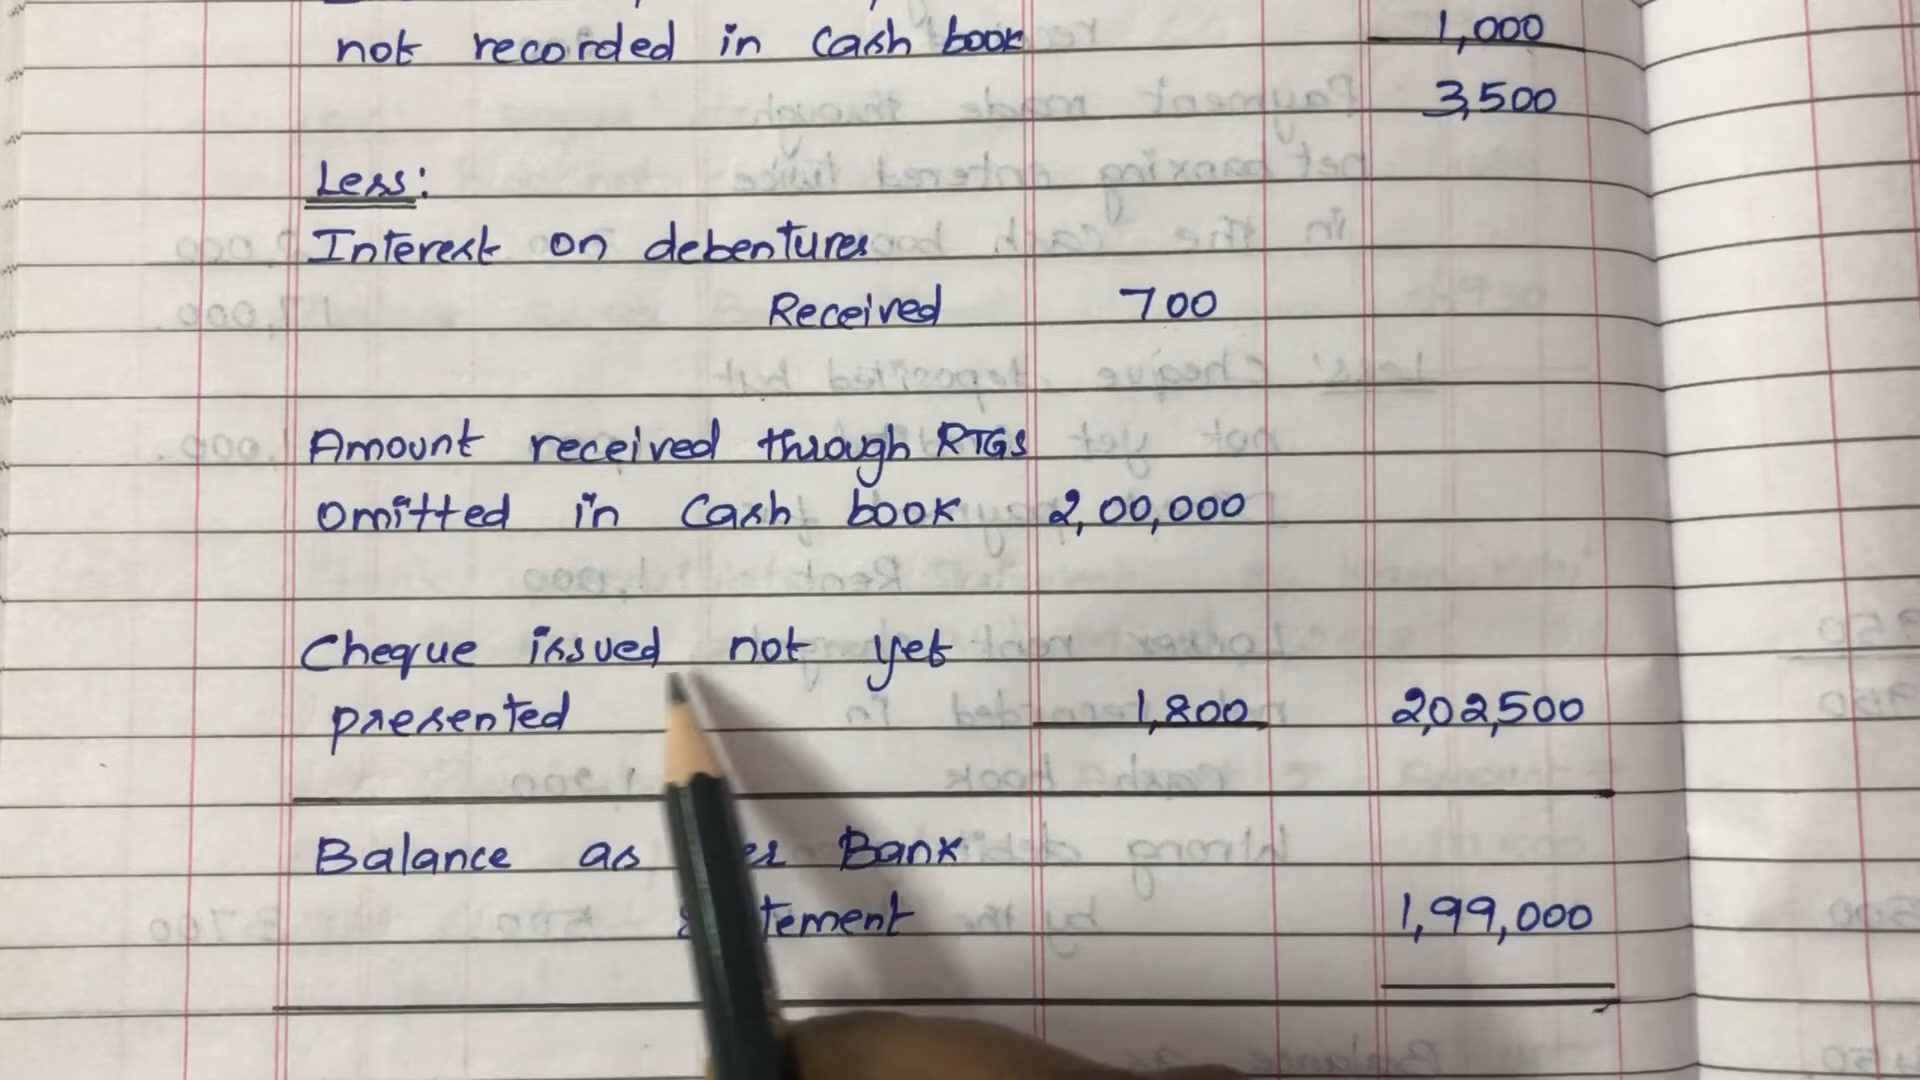 not recorded in cash book 1,000
3,500
Less:
Interest on debentures
Received 700
Amount received through RTGS
omitted in cash book 2,00,000
Cheque issued not yet
presented 1,800 202,500
Balance as Bank
1,99,000